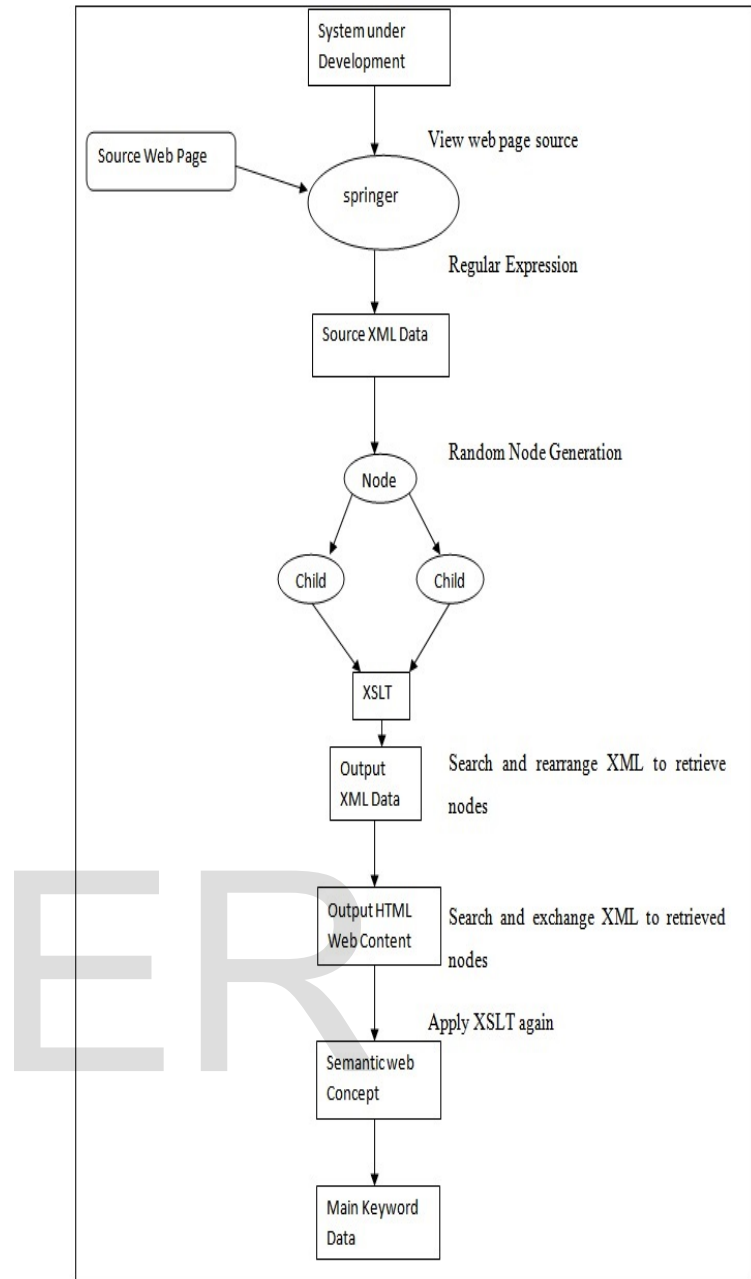 System under
Development
View web page source
Source Web Page
springer
Regular Expression
Source XML Data
Random Node Generation
Node
Child
Child
XSLT
Output
XML Data
Search and rearrange XML to retrieve
nodes
Output HTML
Web Content
Search and exchange XML to retrieved
nodes
ER
Apply XSLT again
Semantic web
Concept
Main Keyword
Data